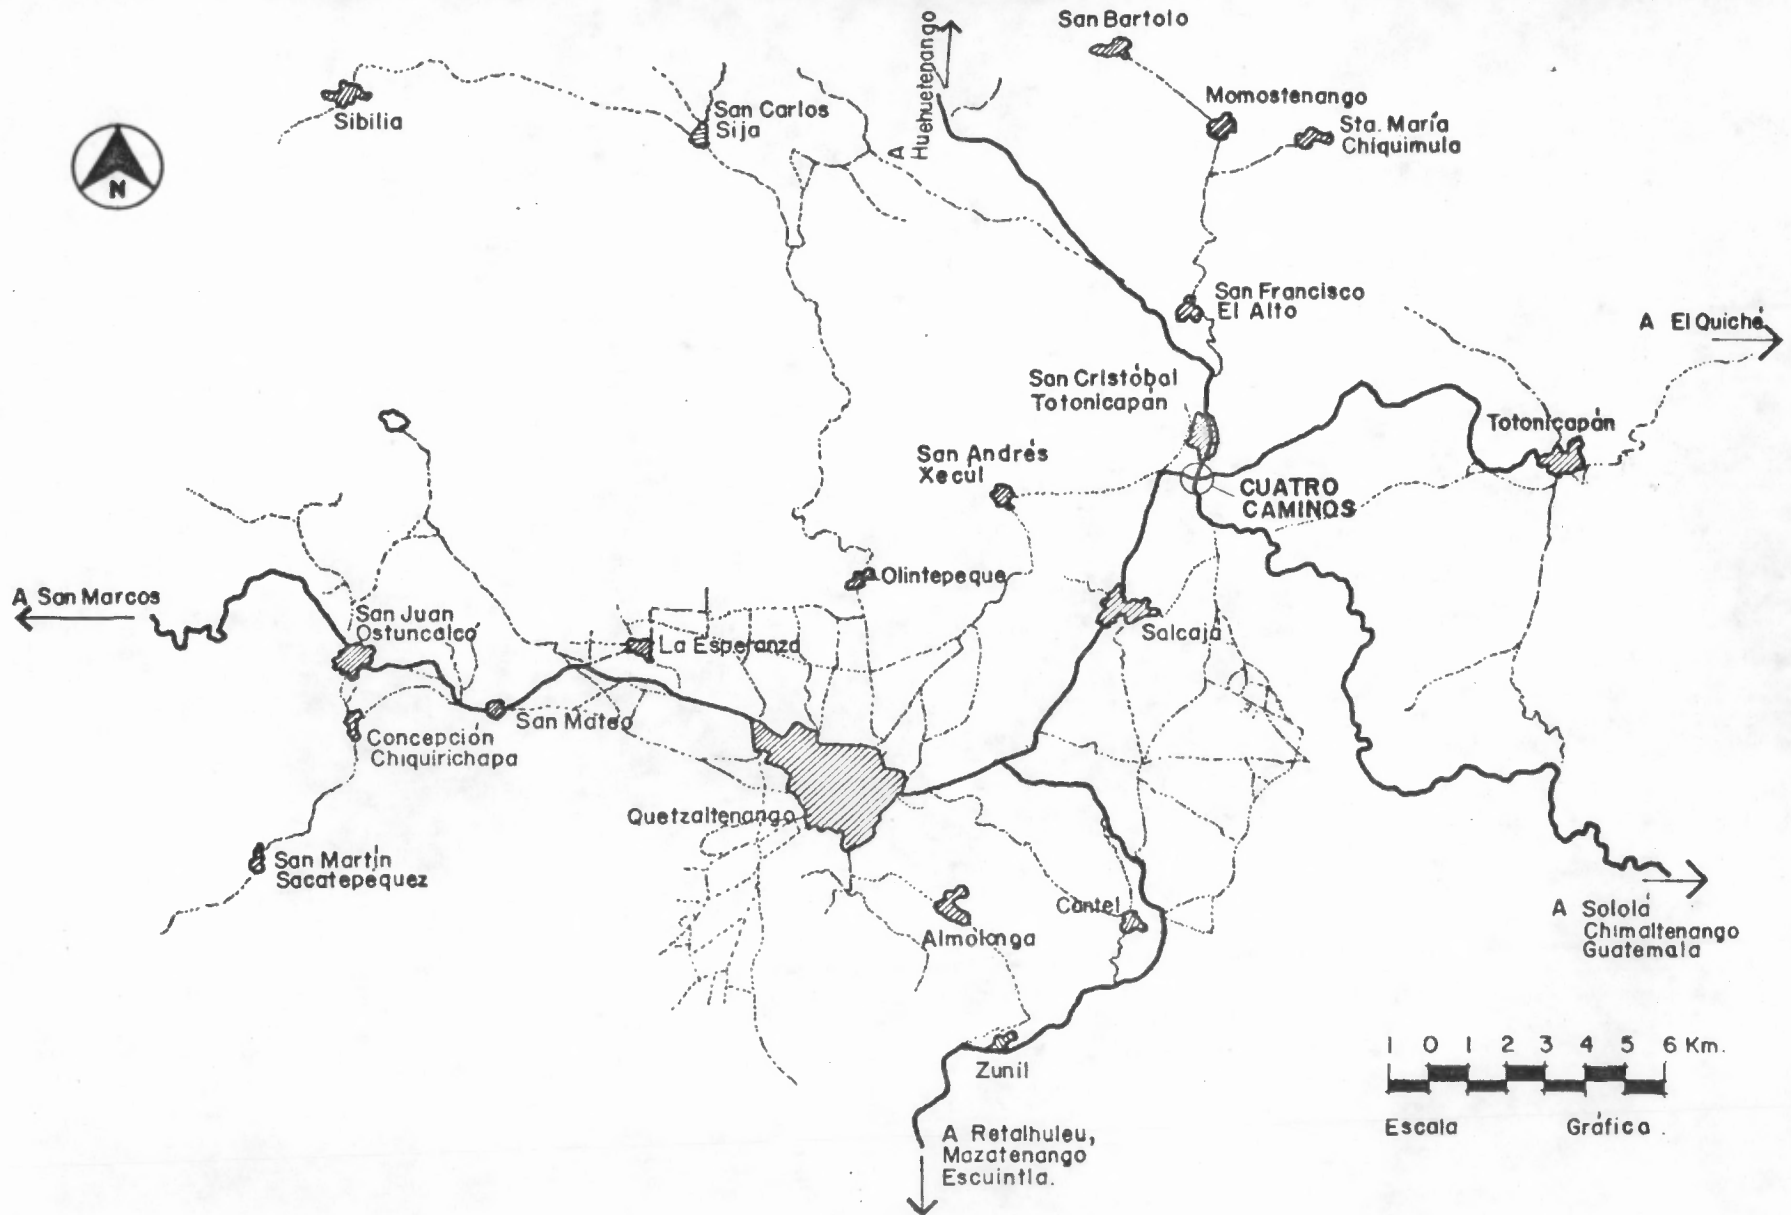 San Bartolo
A
Huehuetenango
Momostenango
Sta. María
Chiquimula
Sibilia
San Carlos
Sija
N
San Francisco
El Alto
A El Quiché
San Cristóbal
Totonicapán
Totonicapán
San Andrés
Xecúl
CUATRO
CAMINOS
Olintepeque
A San Marcos
San Juan
Ostuncalco
La Esperanza
Salcajá
San Mateo
Concepción
Chiquirichapa
Quetzaltenango
San Martín
Sacatepéquez
Almolonga
Cantel
A Sololá
Chimaltenango
Guatemala
Zunil
1 0 1 2 3 4 5 6 Km.
Escala Gráfica .
A Retalhuleu,
Mazatenango
Escuintla.